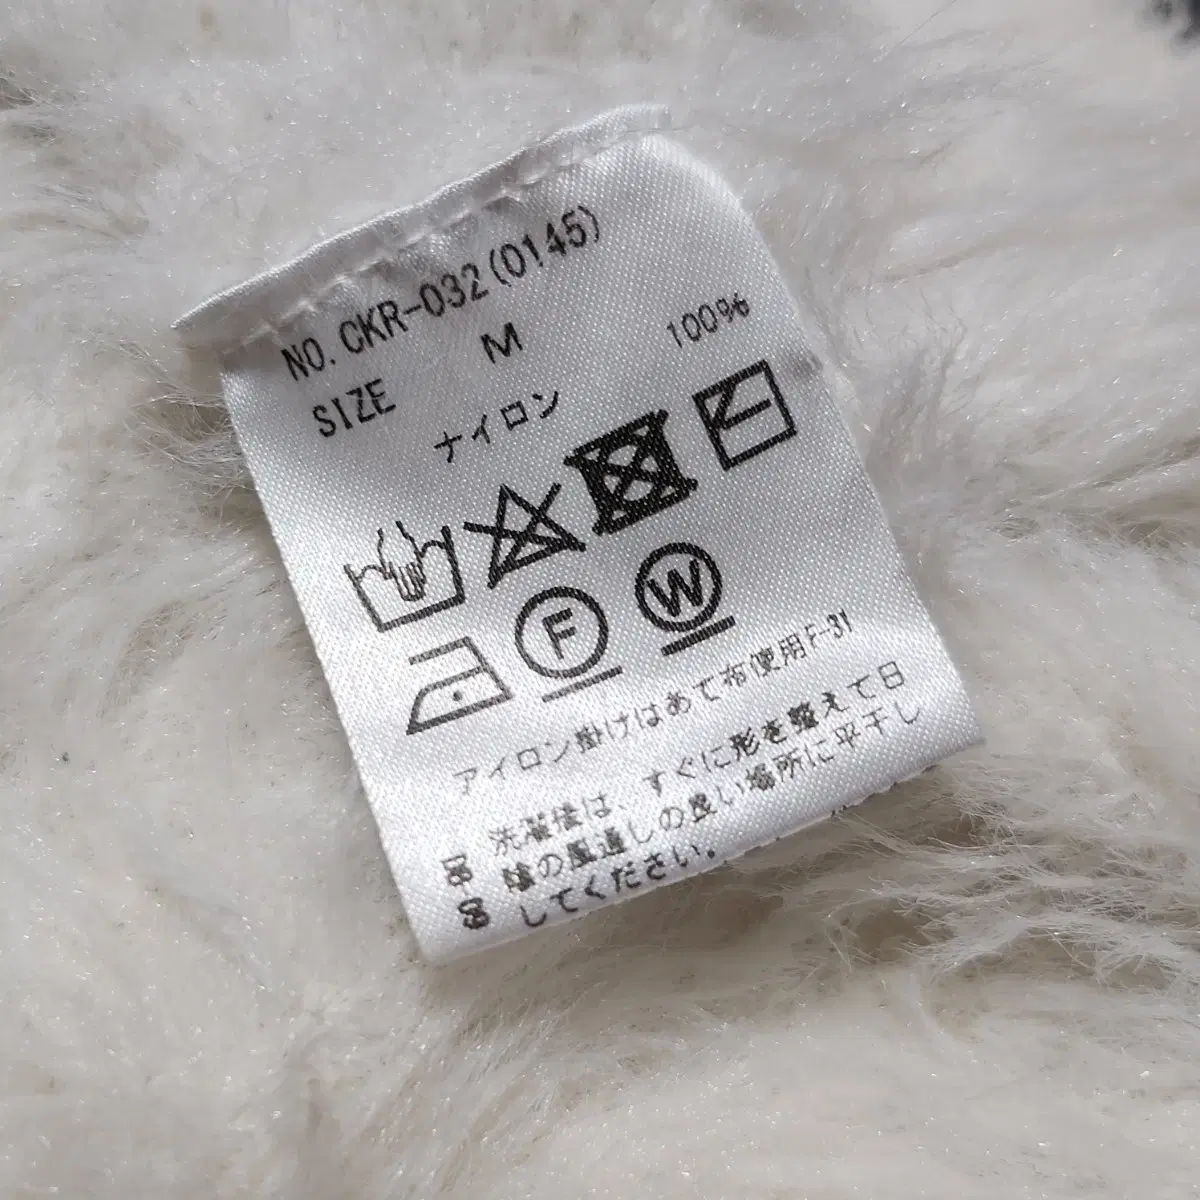 NO. CKR-032(0145)
SIZE M
ナイロン 100%
F W
アイロン掛けはあて布使用F-31
洗濯後は、すぐに形を整えて日
陰の風通しの良い場所に平干し
してください。